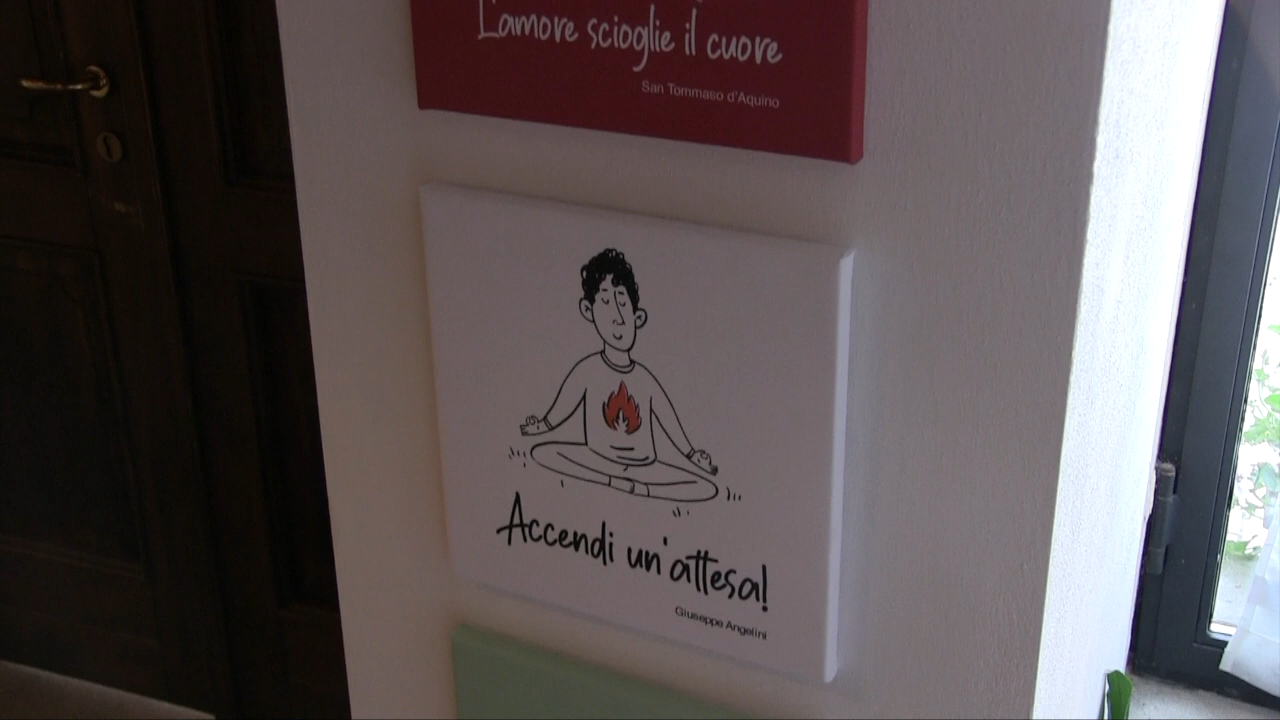 L'amore scioglie il cuore
San Tommaso d'Aquino
Accendi un'attesa!
Giuseppe Angelini